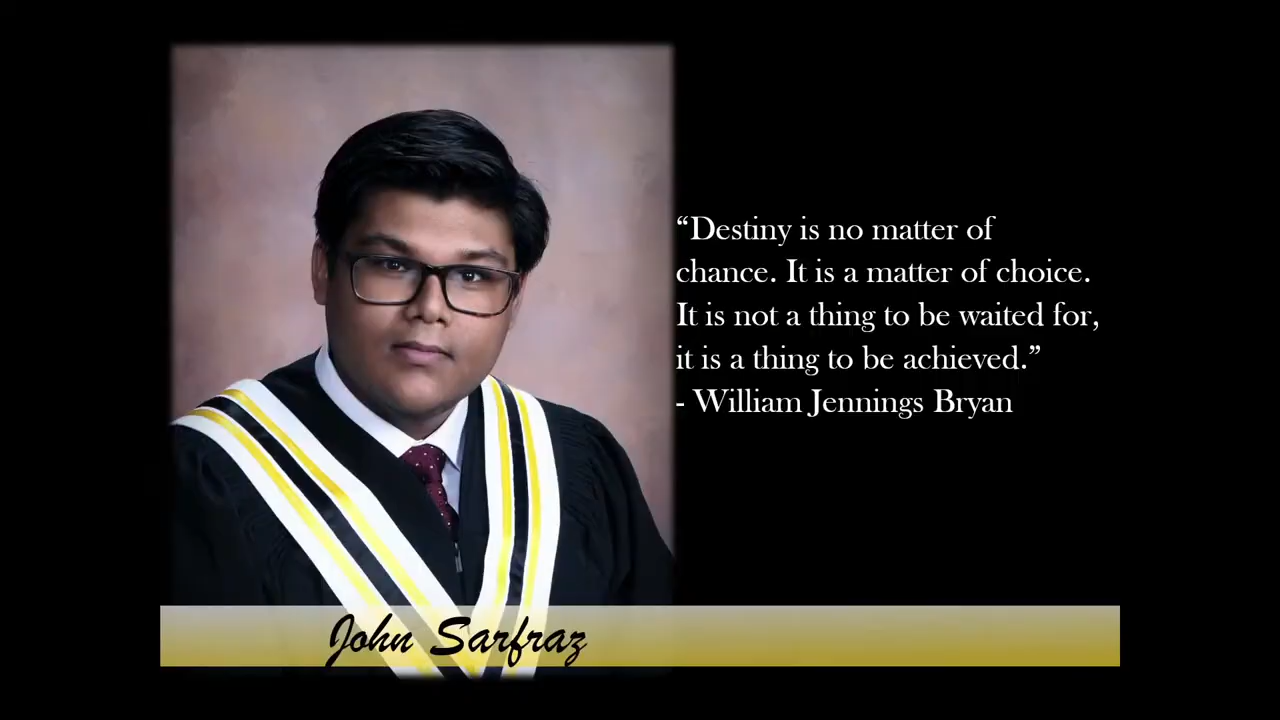 “Destiny is no matter of
chance. It is a matter of choice.
It is not a thing to be waited for,
it is a thing to be achieved.”
- William Jennings Bryan
John Sarfraz